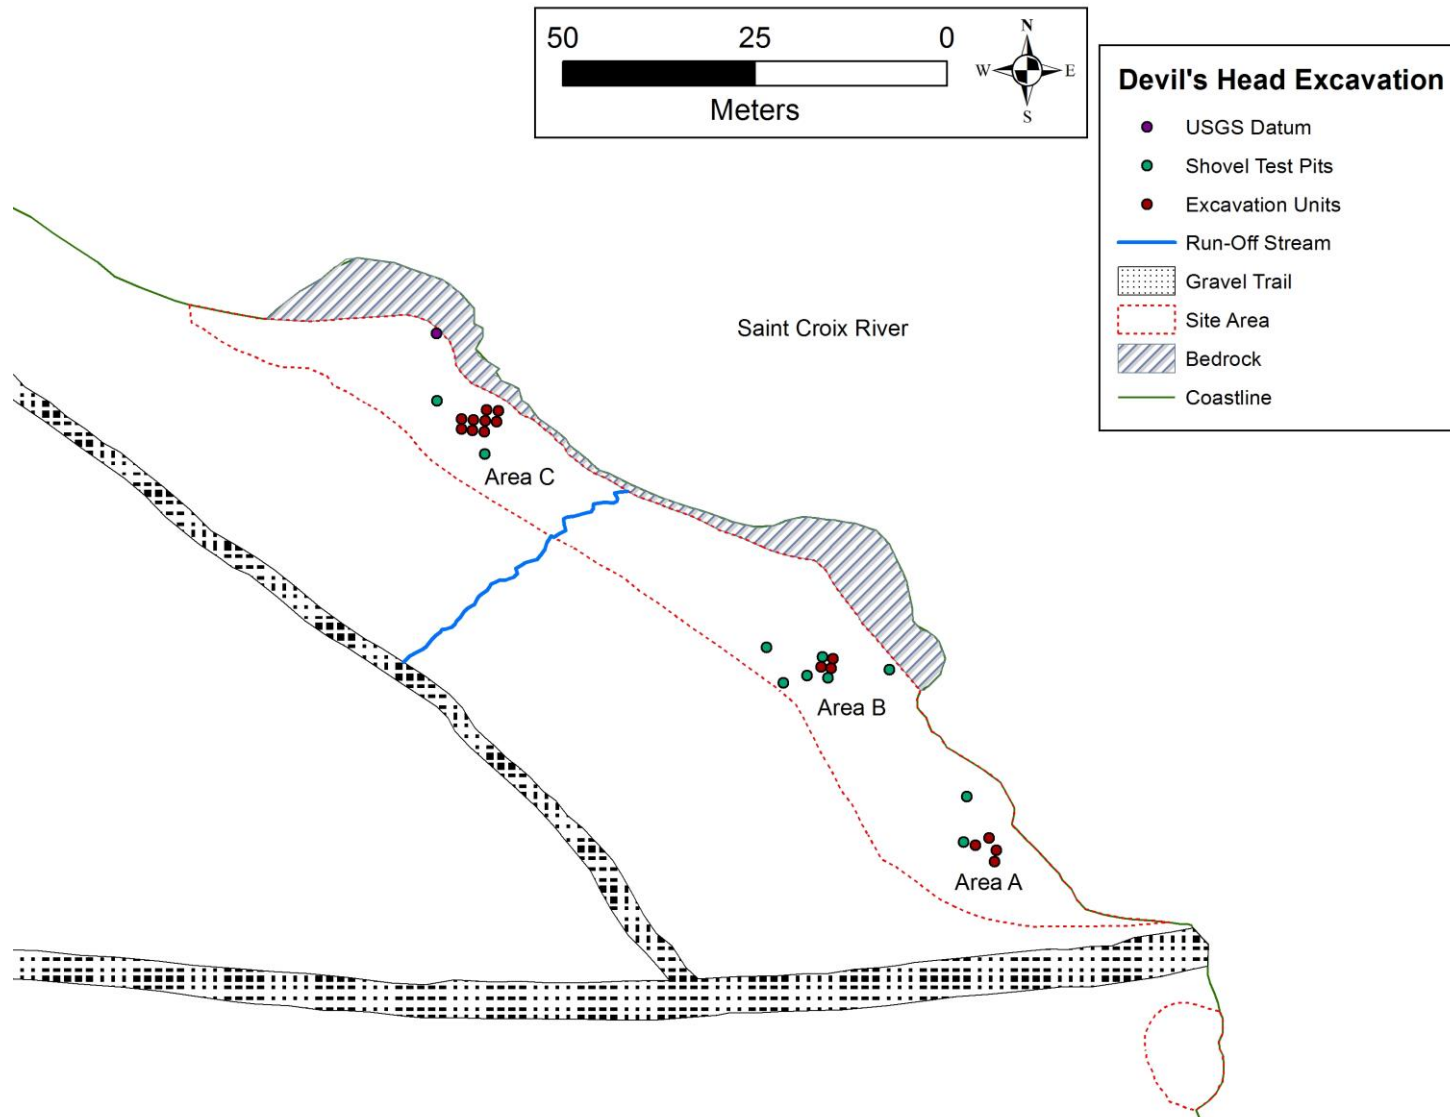 50 25 0
Meters
N
W E
S
Devil's Head Excavation
USGS Datum
Shovel Test Pits
Excavation Units
Run-Off Stream
Gravel Trail
Site Area
Bedrock
Coastline
Saint Croix River
Area C
Area B
Area A